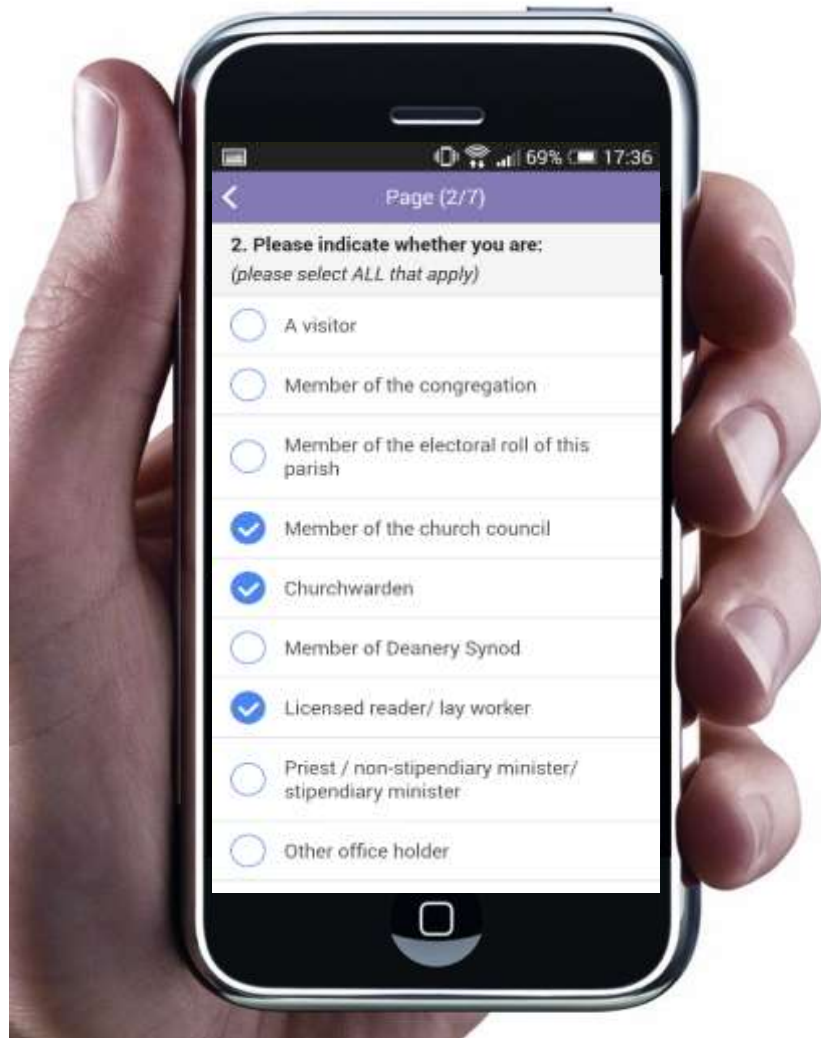 69% 17:36
Page (2/7)
2. Please indicate whether you are:
(please select ALL that apply)
A visitor
Member of the congregation
Member of the electoral roll of this
parish
Member of the church council
Churchwarden
Member of Deanery Synod
Licensed reader/ lay worker
Priest / non-stipendiary minister/
stipendiary minister
Other office holder